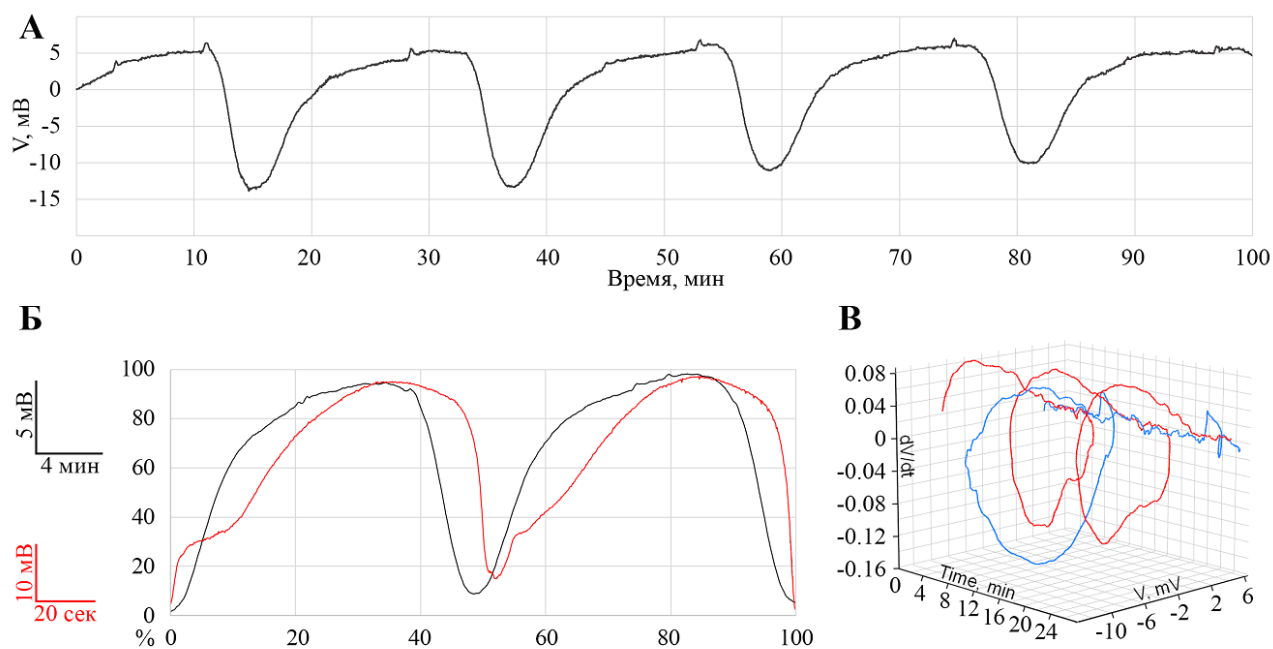 А
V, мВ
5
0
-5
-10
-15
0 10 20 30 40 50 60 70 80 90 100
Время, мин
Б
5 мВ
4 мин
10 мВ
20 сек
100
80
60
40
20
0
% 0 20 40 60 80 100
В
0.08
0.04
0
-0.04
-0.08
-0.12
-0.16
dV/dt
0 4 8 12 16 20 24
Time, min
-10 -6 -2 2 6
V, mV